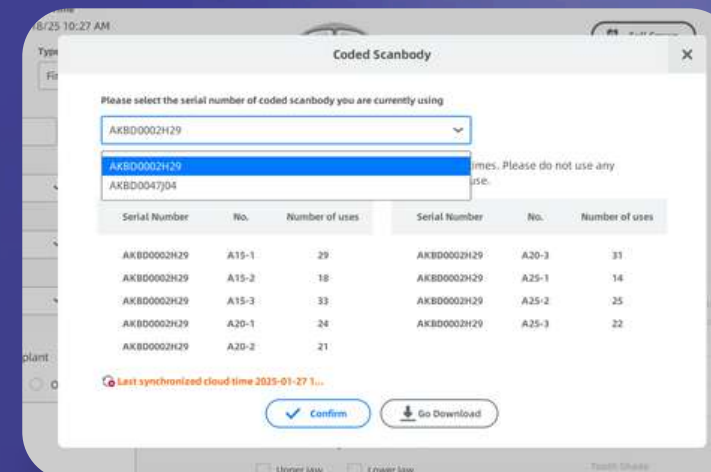 8/25 10:27 AM
Coded Scanbody
Please select the serial number of coded scanbody you are currently using
AKBD0002H29
AKBD0002H29
AKBD0047J04
times. Please do not use any
use.
Serial Number No. Number of uses Serial Number No. Number of uses
AKBD0002H29 A15-1 29 AKBD0002H29 A20-3 31
AKBD0002H29 A15-2 18 AKBD0002H29 A25-1 14
AKBD0002H29 A15-3 33 AKBD0002H29 A25-2 25
AKBD0002H29 A20-1 24 AKBD0002H29 A25-3 22
AKBD0002H29 A20-2 21
plant
Last synchronized cloud time 2025-01-27 1...
Confirm Go Download
Upper jaw Lower jaw Tooth Shade